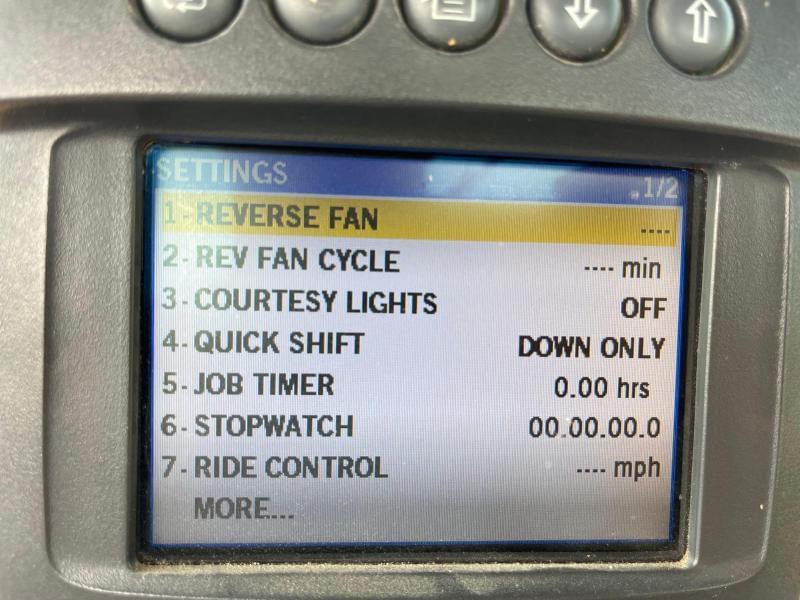 SETTINGS 1/2
1- REVERSE FAN ----
2- REV FAN CYCLE ---- min
3- COURTESY LIGHTS OFF
4- QUICK SHIFT DOWN ONLY
5- JOB TIMER 0.00 hrs
6- STOPWATCH 00.00.00.0
7- RIDE CONTROL ---- mph
MORE...